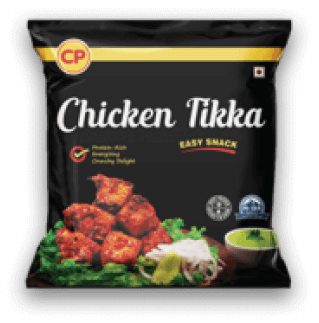 CP
Chicken Tikka
EASY SNACK
Protein-Rich
Energizing
Crunchy Delight